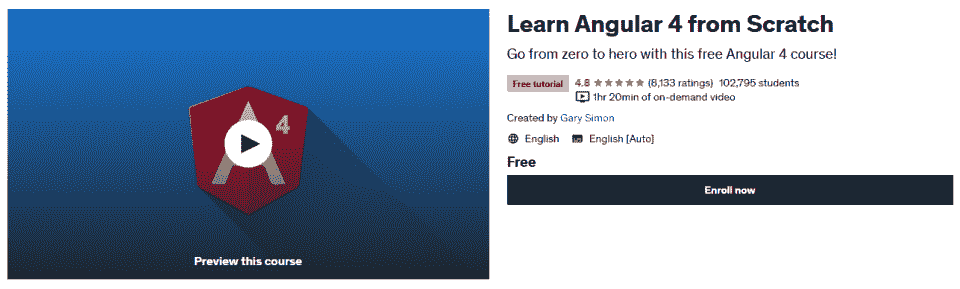 Learn Angular 4 from Scratch
Go from zero to hero with this free Angular 4 course!
Free tutorial 4.8 (8,133 ratings) 102,795 students
1hr 20min of on-demand video
Created by Gary Simon
English English [Auto]
Free
Enroll now
A 4
Preview this course